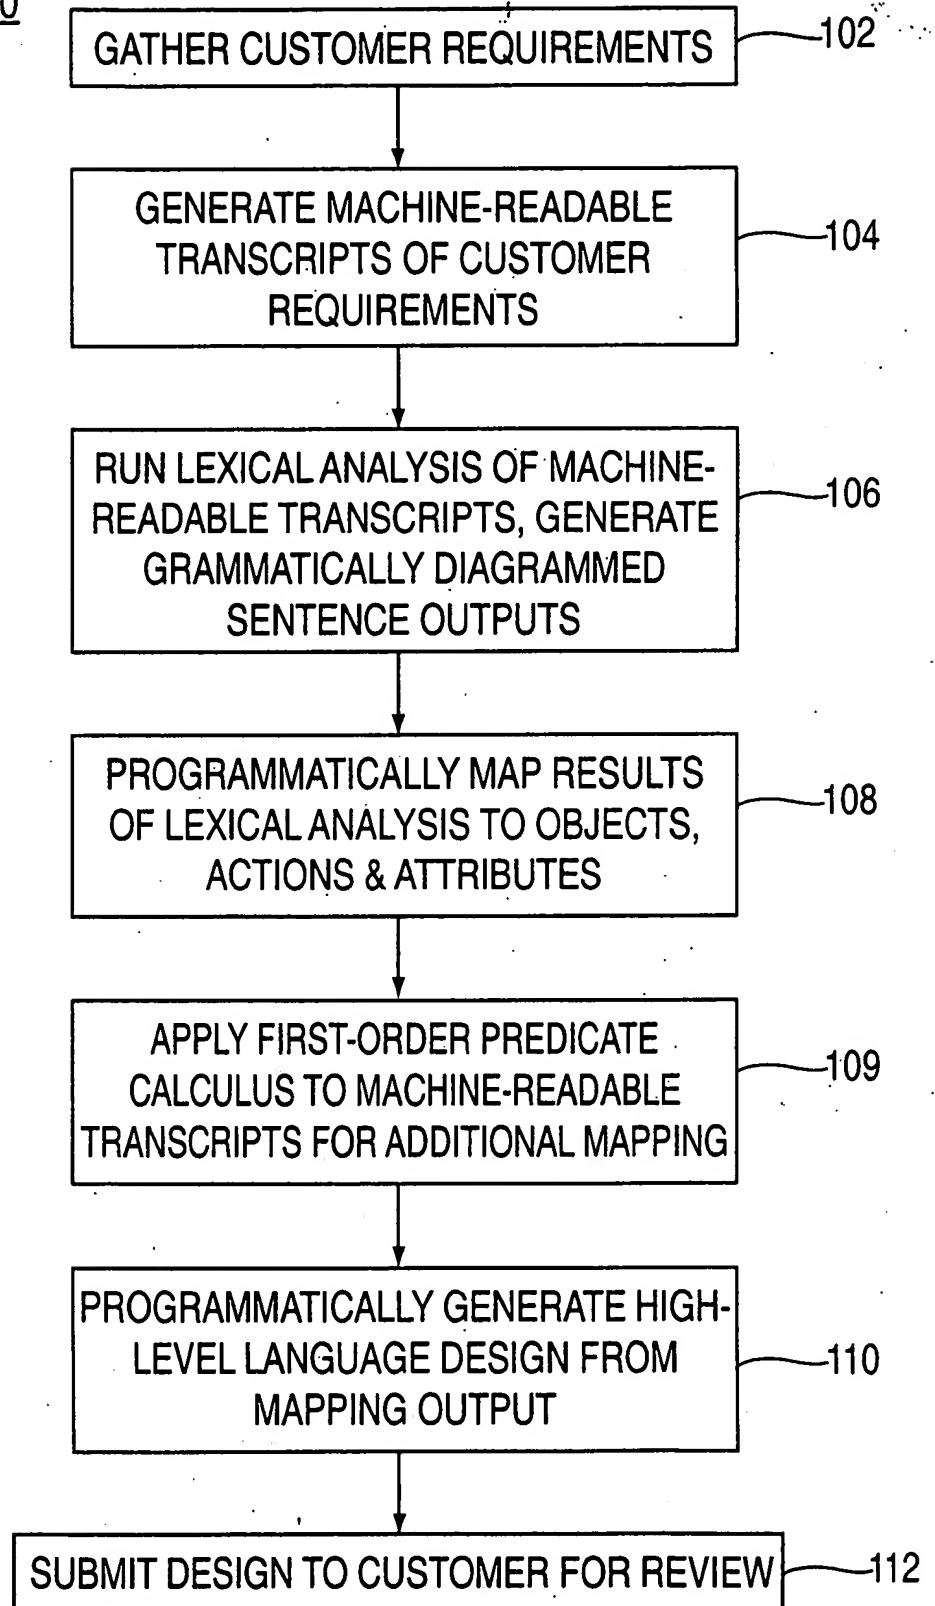 GATHER CUSTOMER REQUIREMENTS
102
GENERATE MACHINE-READABLE
TRANSCRIPTS OF CUSTOMER
REQUIREMENTS
104
RUN LEXICAL ANALYSIS OF MACHINE-
READABLE TRANSCRIPTS, GENERATE
GRAMMATICALLY DIAGRAMMED
SENTENCE OUTPUTS
106
PROGRAMMATICALLY MAP RESULTS
OF LEXICAL ANALYSIS TO OBJECTS,
ACTIONS & ATTRIBUTES
108
APPLY FIRST-ORDER PREDICATE
CALCULUS TO MACHINE-READABLE
TRANSCRIPTS FOR ADDITIONAL MAPPING
109
PROGRAMMATICALLY GENERATE HIGH-
LEVEL LANGUAGE DESIGN FROM
MAPPING OUTPUT
110
SUBMIT DESIGN TO CUSTOMER FOR REVIEW
112